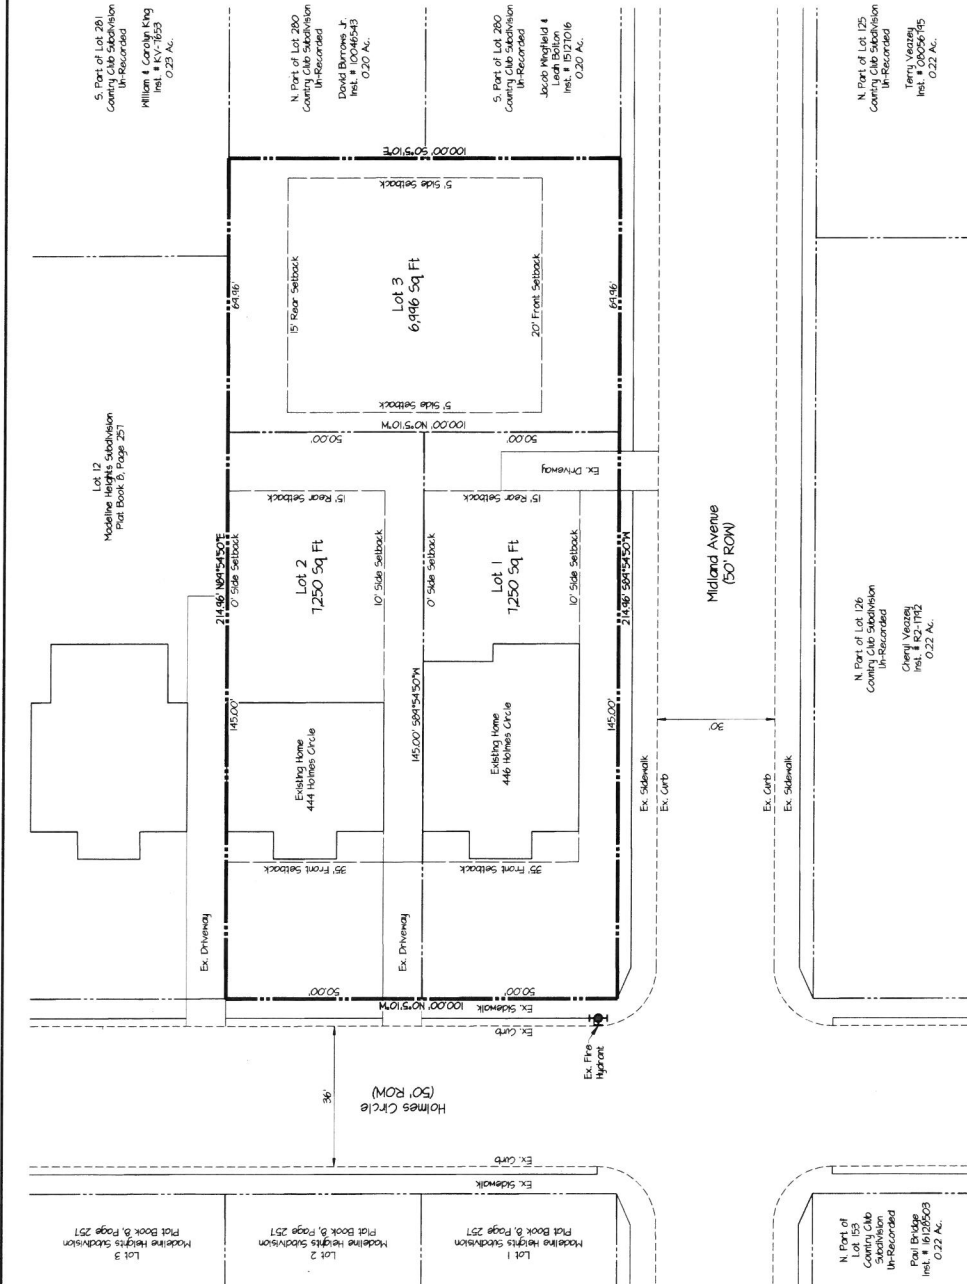 S. Part of Lot 281
Country Club Subdivision
Un-Recorded
William & Carolyn King
Inst. # KV-7653
0.23 Ac.
N. Part of Lot 280
Country Club Subdivision
Un-Recorded
David Burrows Jr.
Inst. # 10046543
0.20 Ac.
S. Part of Lot 280
Country Club Subdivision
Un-Recorded
Jacob Wingfield &
Leah Bolton
Inst. # 15127016
0.20 Ac.
N. Part of Lot 125
Country Club Subdivision
Un-Recorded
Terry Veazey
Inst. # 08056795
0.22 Ac.
100.00' S0°5'10"E
5' Side Setback
69.96'
15' Rear Setback
Lot 3
6,996 Sq Ft
20' Front Setback
69.96'
5' Side Setback
100.00' N0°5'10"W
50.00'
50.00'
Lot 12
Madeline Heights Subdivision
Plat Book 8, Page 257
Ex. Driveway
15' Rear Setback
15' Rear Setback
214.96' N89°54'50"E
0' Side Setback
Lot 2
7,250 Sq Ft
10' Side Setback
0' Side Setback
Lot 1
7,250 Sq Ft
10' Side Setback
214.96' S89°54'50"W
Midland Avenue
(50' ROW)
145.00'
Existing Home
444 Holmes Circle
145.00' S89°54'50"W
Existing Home
446 Holmes Circle
145.00'
30'
N. Part of Lot 126
Country Club Subdivision
Un-Recorded
Cheryl Veazey
Inst. # R2-1792
0.22 Ac.
Ex. Sidewalk
Ex. Curb
Ex. Curb
Ex. Sidewalk
35' Front Setback
35' Front Setback
Ex. Driveway
Ex. Driveway
50.00'
50.00'
100.00' N0°5'10"W
Ex. Sidewalk
Ex. Curb
Ex. Fire
Hydrant
36'
Holmes Circle
(50' ROW)
Ex. Curb
Ex. Sidewalk
Lot 3
Madeline Heights Subdivision
Plat Book 8, Page 257
Lot 2
Madeline Heights Subdivision
Plat Book 8, Page 257
Lot 1
Madeline Heights Subdivision
Plat Book 8, Page 257
N. Part of
Lot 153
Country Club
Subdivision
Un-Recorded
Paul Bridge
Inst. # 16128503
0.22 Ac.